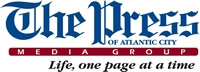 The Press
OF ATLANTIC CITY
MEDIA GROUP
Life, one page at a time